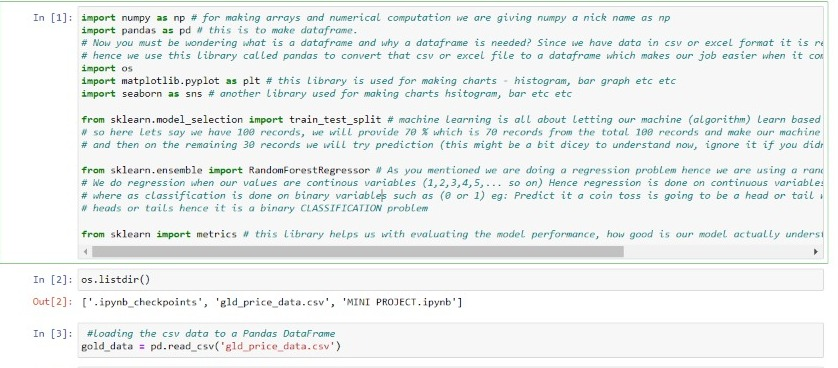 In [1]: import numpy as np # for making arrays and numerical computation we are giving numpy a nick name as np
import pandas as pd # this is to make dataframe.
# Now you must be wondering what is a dataframe and why a dataframe is needed? Since we have data in csv or excel format it is
# hence we use this library called pandas to convert that csv or excel file to a dataframe which makes our job easier when it
import os
import matplotlib.pyplot as plt # this library is used for making charts - histogram, bar graph etc etc
import seaborn as sns # another library used for making charts hsitogram, bar etc etc
from sklearn.model_selection import train_test_split # machine learning is all about letting our machine (algorithm) learn based
# so here lets say we have 100 records, we will provide 70 % which is 70 records from the total 100 records and make our machine
# and then on the remaining 30 records we will try prediction (this might be a bit dicey to understand now, ignore it if you
from sklearn.ensemble import RandomForestRegressor # As you mentioned we are doing a regression problem hence we are using a
# We do regression when our values are continous variables (1,2,3,4,5,... so on) Hence regression is done on continuous variables
# where as classification is done on binary variables such as (0 or 1) eg: Predict it a coin toss is going to be a head or tail
# heads or tails hence it is a binary CLASSIFICATION problem
from sklearn import metrics # this library helps us with evaluating the model performance, how good is our model actually
In [2]: os.listdir()
Out[2]: ['.ipynb_checkpoints', 'gld_price_data.csv', 'MINI PROJECT.ipynb']
In [3]: #loading the csv data to a Pandas DataFrame
gold_data = pd.read_csv('gld_price_data.csv')